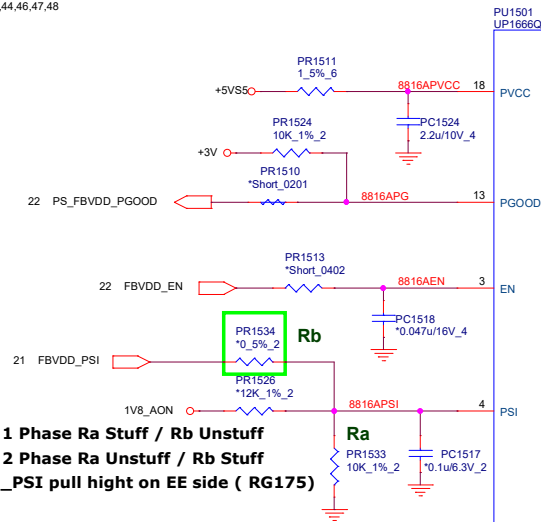 ,44,46,47,48
PU1501
UP1666Q
PR1511
1_5%_6
+5VS5
8816APVCC
18
PVCC
PR1524
10K_1%_2
PC1524
2.2u/10V_4
+3V
PR1510
*Short_0201
22 PS_FBVDD_PGOOD
8816APG
13
PGOOD
PR1513
*Short_0402
22 FBVDD_EN
8816AEN
3
EN
PC1518
*0.047u/16V_4
PR1534
*0_5%_2
Rb
21 FBVDD_PSI
PR1526
*12K_1%_2
1V8_AON
8816APSI
4
PSI
1 Phase Ra Stuff / Rb Unstuff
Ra
2 Phase Ra Unstuff / Rb Stuff
PR1533
10K_1%_2
PC1517
*0.1u/6.3V_2
_PSI pull hight on EE side ( RG175)